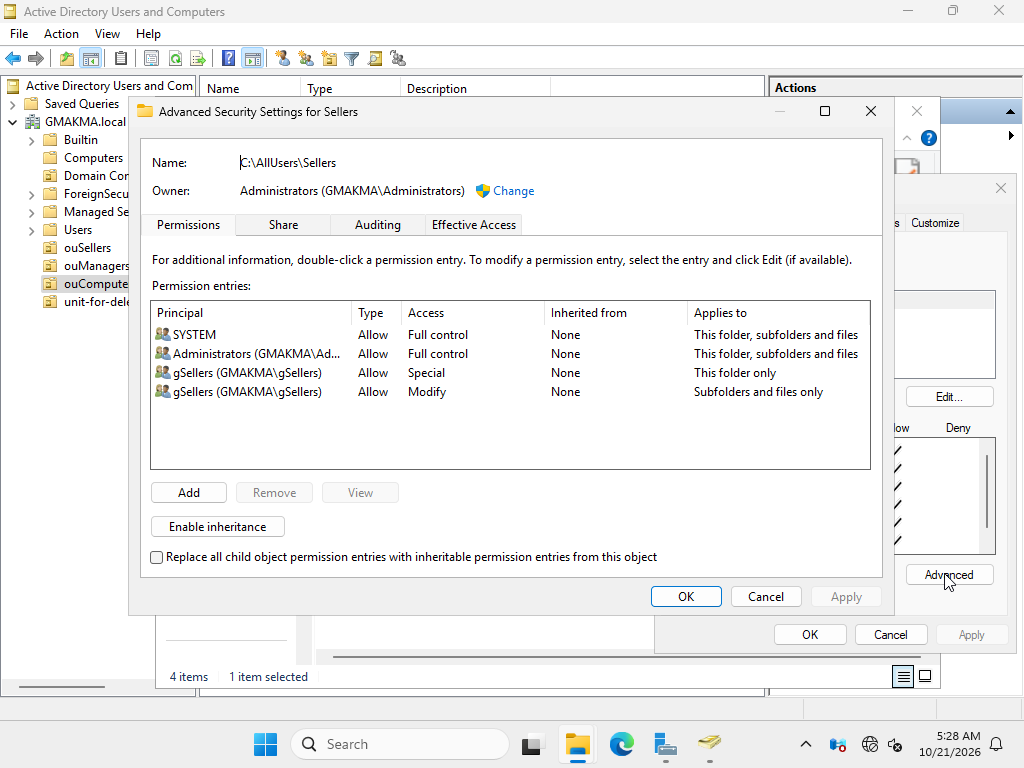 Active Directory Users and Computers
File Action View Help
Active Directory Users and Com
Name Type Description
Actions
Saved Queries
GMAKMA.local
Builtin
Computers
Domain Cor
ForeignSecu
Managed Se
Users
ouSellers
ouManagers
ouCompute
unit-for-dele
Advanced Security Settings for Sellers
Name: C:\AllUsers\Sellers
Owner: Administrators (GMAKMA\Administrators) Change
Permissions Share Auditing Effective Access
For additional information, double-click a permission entry. To modify a permission entry, select the entry and click Edit (if available).
Permission entries:
Principal Type Access Inherited from Applies to
SYSTEM Allow Full control None This folder, subfolders and files
Administrators (GMAKMA\Ad... Allow Full control None This folder, subfolders and files
gSellers (GMAKMA\gSellers) Allow Special None This folder only
gSellers (GMAKMA\gSellers) Allow Modify None Subfolders and files only
Add Remove View
Enable inheritance
Replace all child object permission entries with inheritable permission entries from this object
OK Cancel Apply
s Customize
Edit...
low Deny
Advanced
OK Cancel Apply
4 items 1 item selected
Search
5:28 AM
10/21/2026